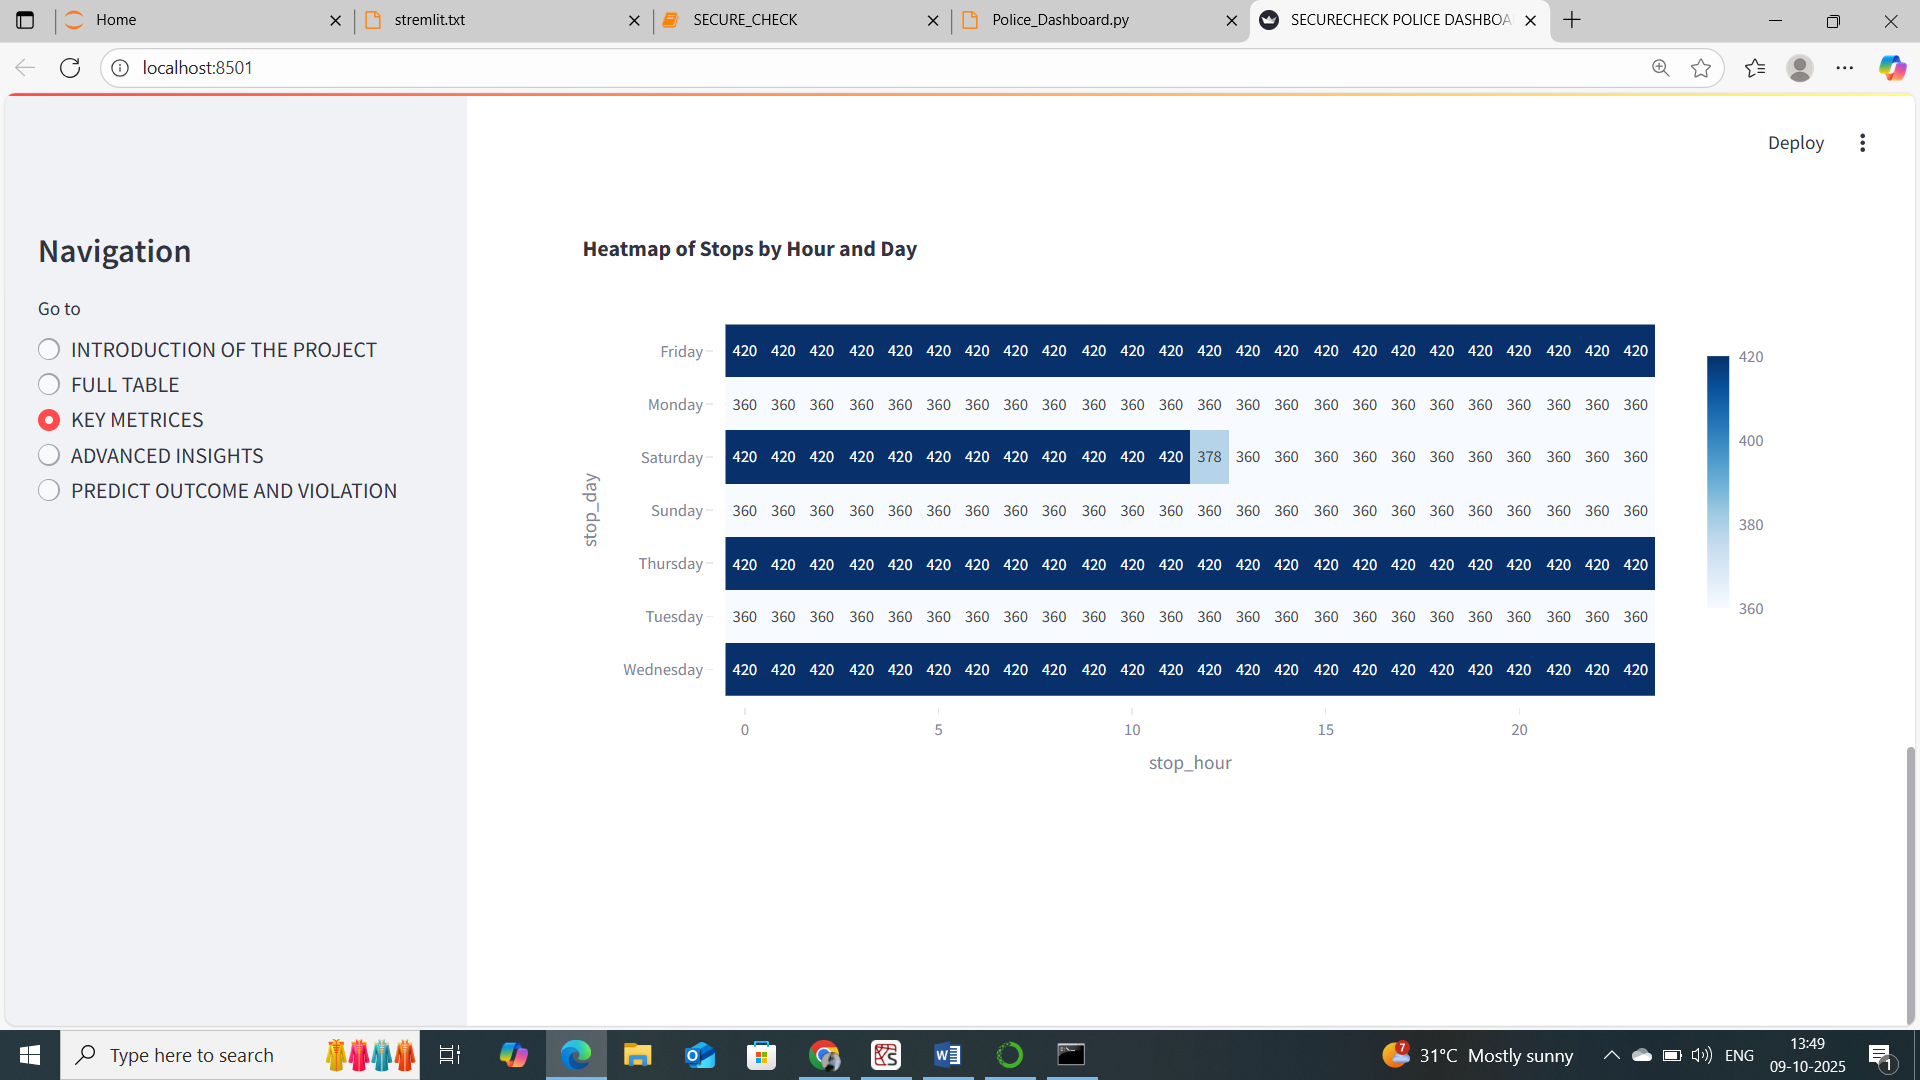 Home
stremlit.txt
SECURE_CHECK
Police_Dashboard.py
SECURECHECK POLICE DASHBOA
localhost:8501
Deploy
Navigation
Go to
INTRODUCTION OF THE PROJECT
FULL TABLE
KEY METRICES
ADVANCED INSIGHTS
PREDICT OUTCOME AND VIOLATION
Heatmap of Stops by Hour and Day
stop_day
Friday 420 420 420 420 420 420 420 420 420 420 420 420 420 420 420 420 420 420 420 420 420 420 420 420
Monday 360 360 360 360 360 360 360 360 360 360 360 360 360 360 360 360 360 360 360 360 360 360 360 360
Saturday 420 420 420 420 420 420 420 420 420 420 420 420 378 360 360 360 360 360 360 360 360 360 360 360
Sunday 360 360 360 360 360 360 360 360 360 360 360 360 360 360 360 360 360 360 360 360 360 360 360 360
Thursday 420 420 420 420 420 420 420 420 420 420 420 420 420 420 420 420 420 420 420 420 420 420 420 420
Tuesday 360 360 360 360 360 360 360 360 360 360 360 360 360 360 360 360 360 360 360 360 360 360 360 360
Wednesday 420 420 420 420 420 420 420 420 420 420 420 420 420 420 420 420 420 420 420 420 420 420 420 420
0 5 10 15 20
stop_hour
420
400
380
360
Type here to search
7
31°C Mostly sunny
ENG
13:49
09-10-2025
1